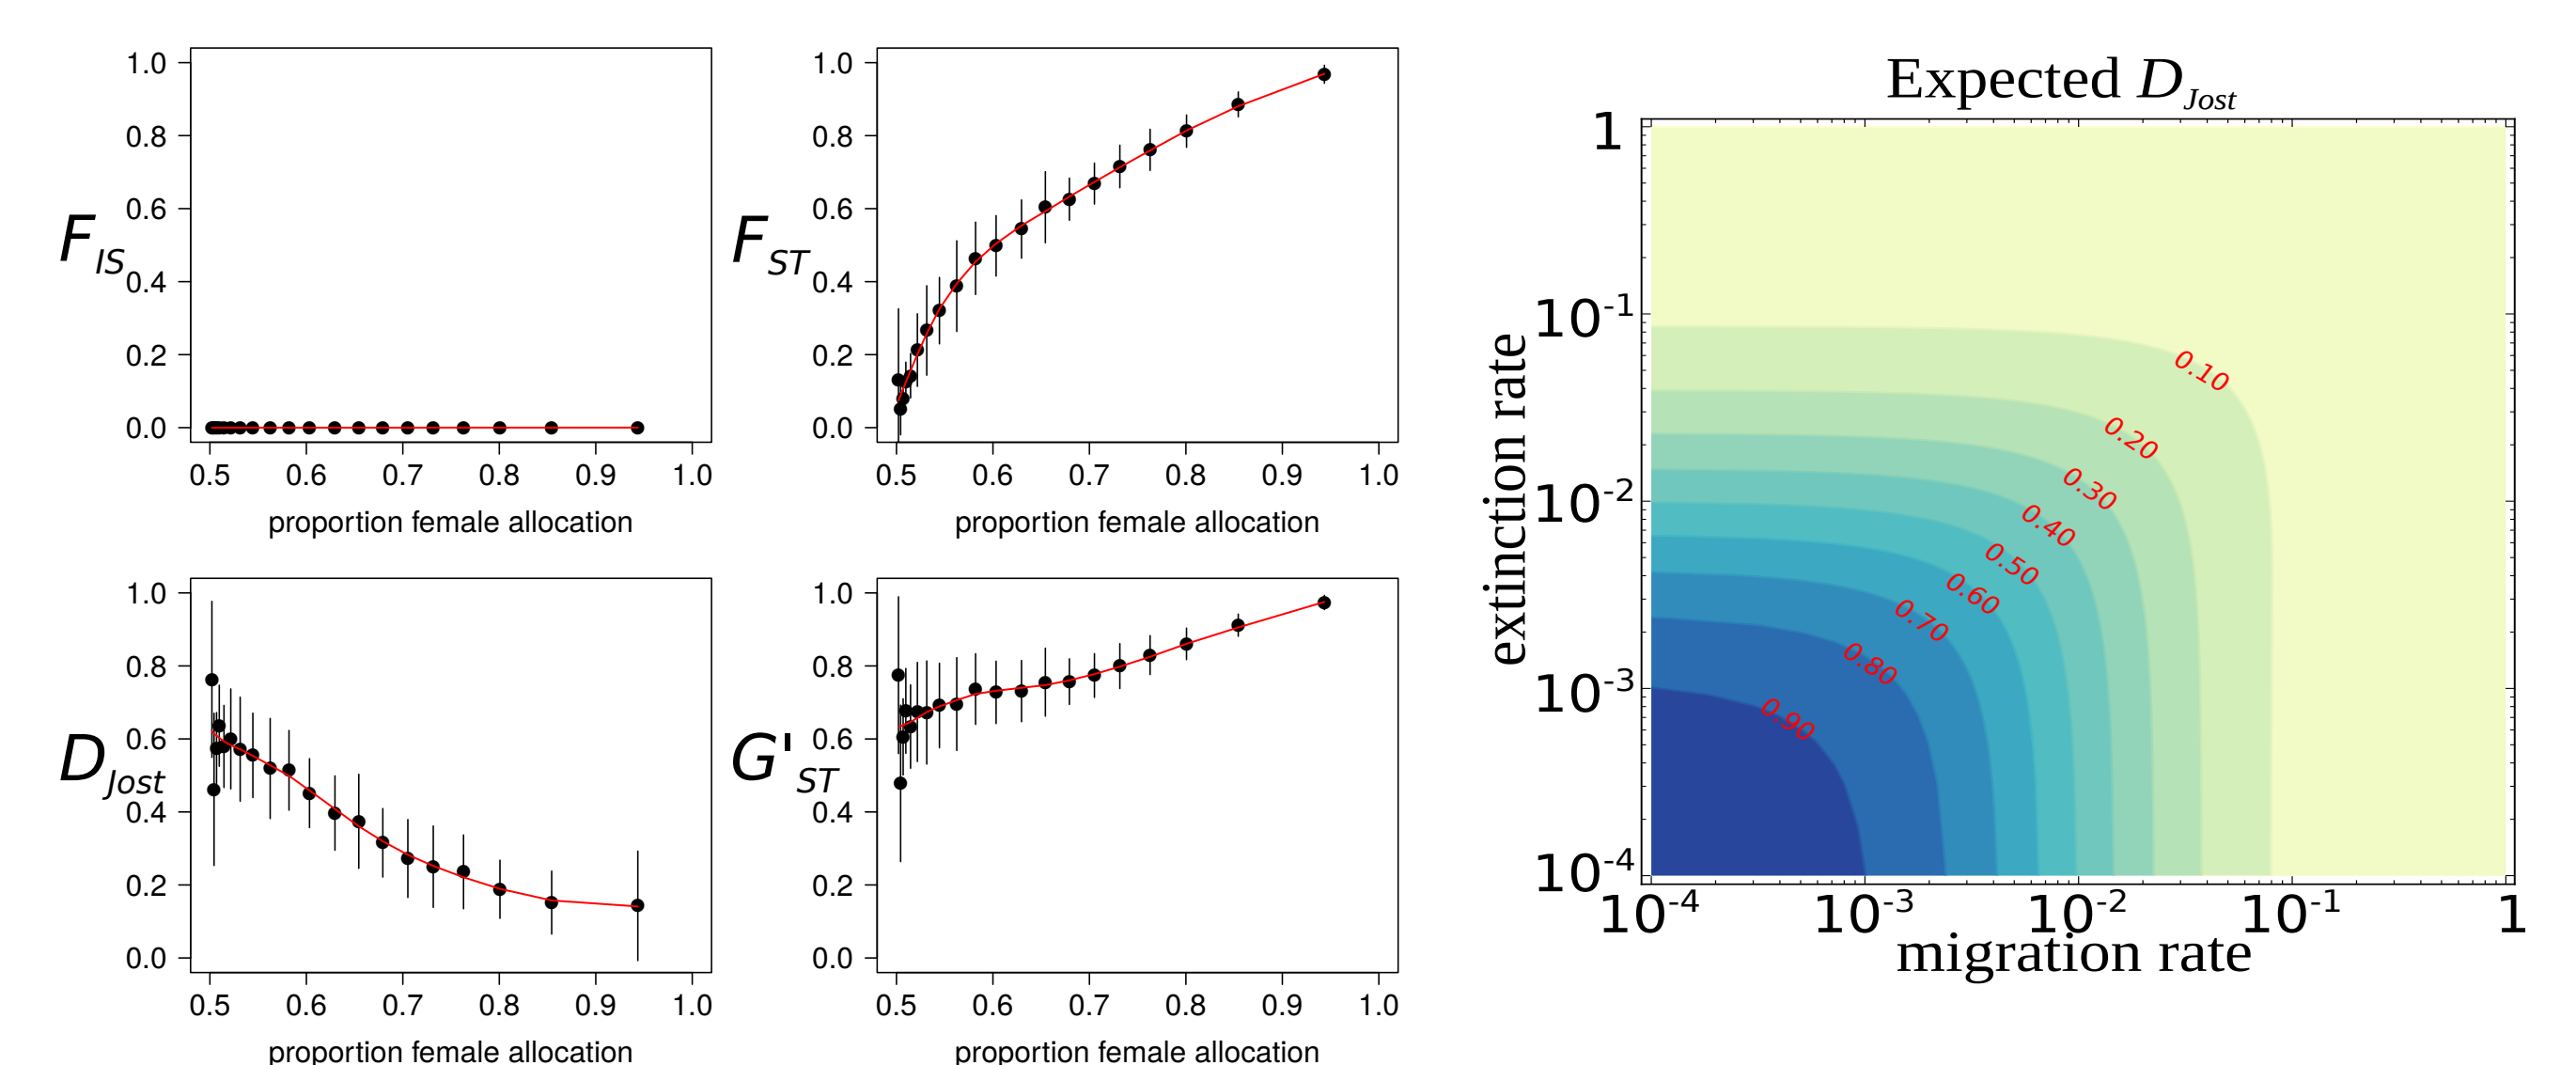 1.0
0.8
0.6
0.4
0.2
0.0
F_IS
0.5 0.6 0.7 0.8 0.9 1.0
proportion female allocation
1.0
0.8
0.6
0.4
0.2
0.0
F_ST
0.5 0.6 0.7 0.8 0.9 1.0
proportion female allocation
1.0
0.8
0.6
0.4
0.2
0.0
D_Jost
0.5 0.6 0.7 0.8 0.9 1.0
proportion female allocation
1.0
0.8
0.6
0.4
0.2
0.0
G'_ST
0.5 0.6 0.7 0.8 0.9 1.0
proportion female allocation
Expected D_Jost
1
10^-1
10^-2
10^-3
10^-4
extinction rate
0.10
0.20
0.30
0.40
0.50
0.60
0.70
0.80
0.90
10^-4 10^-3 10^-2 10^-1 1
migration rate